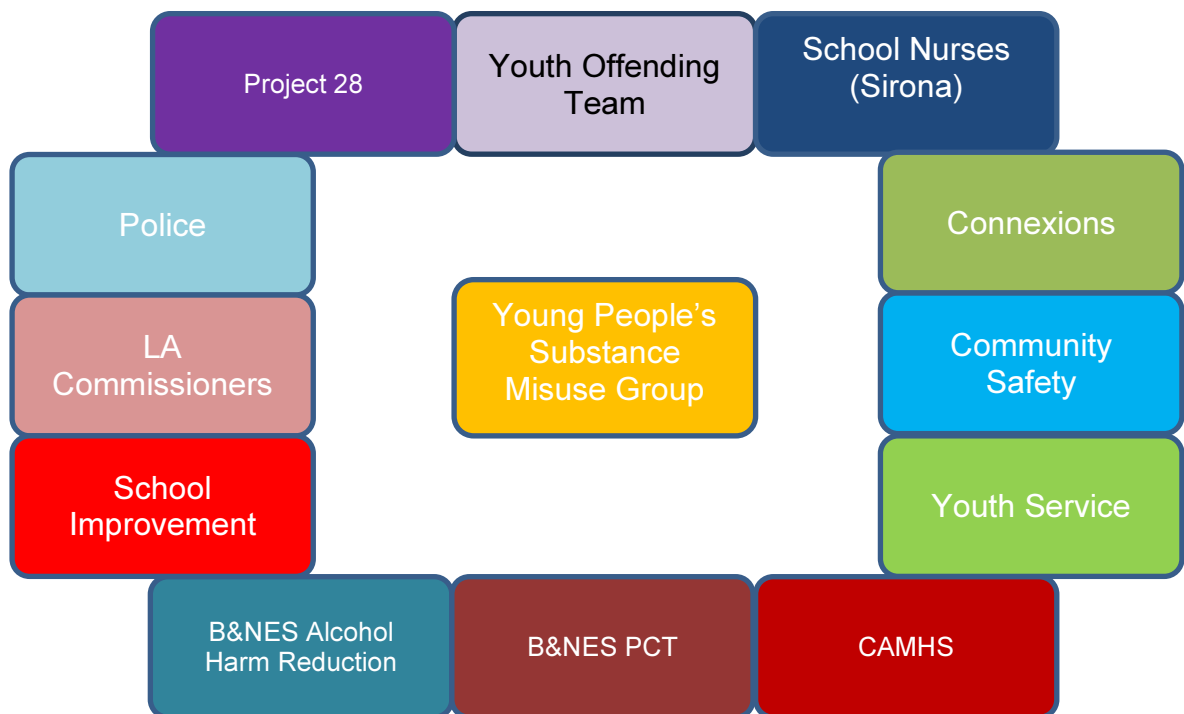 Project 28
Youth Offending
Team
School Nurses
(Sirona)
Police
Connexions
LA
Commissioners
Young People’s
Substance
Misuse Group
Community
Safety
School
Improvement
Youth Service
B&NES Alcohol
Harm Reduction
B&NES PCT
CAMHS